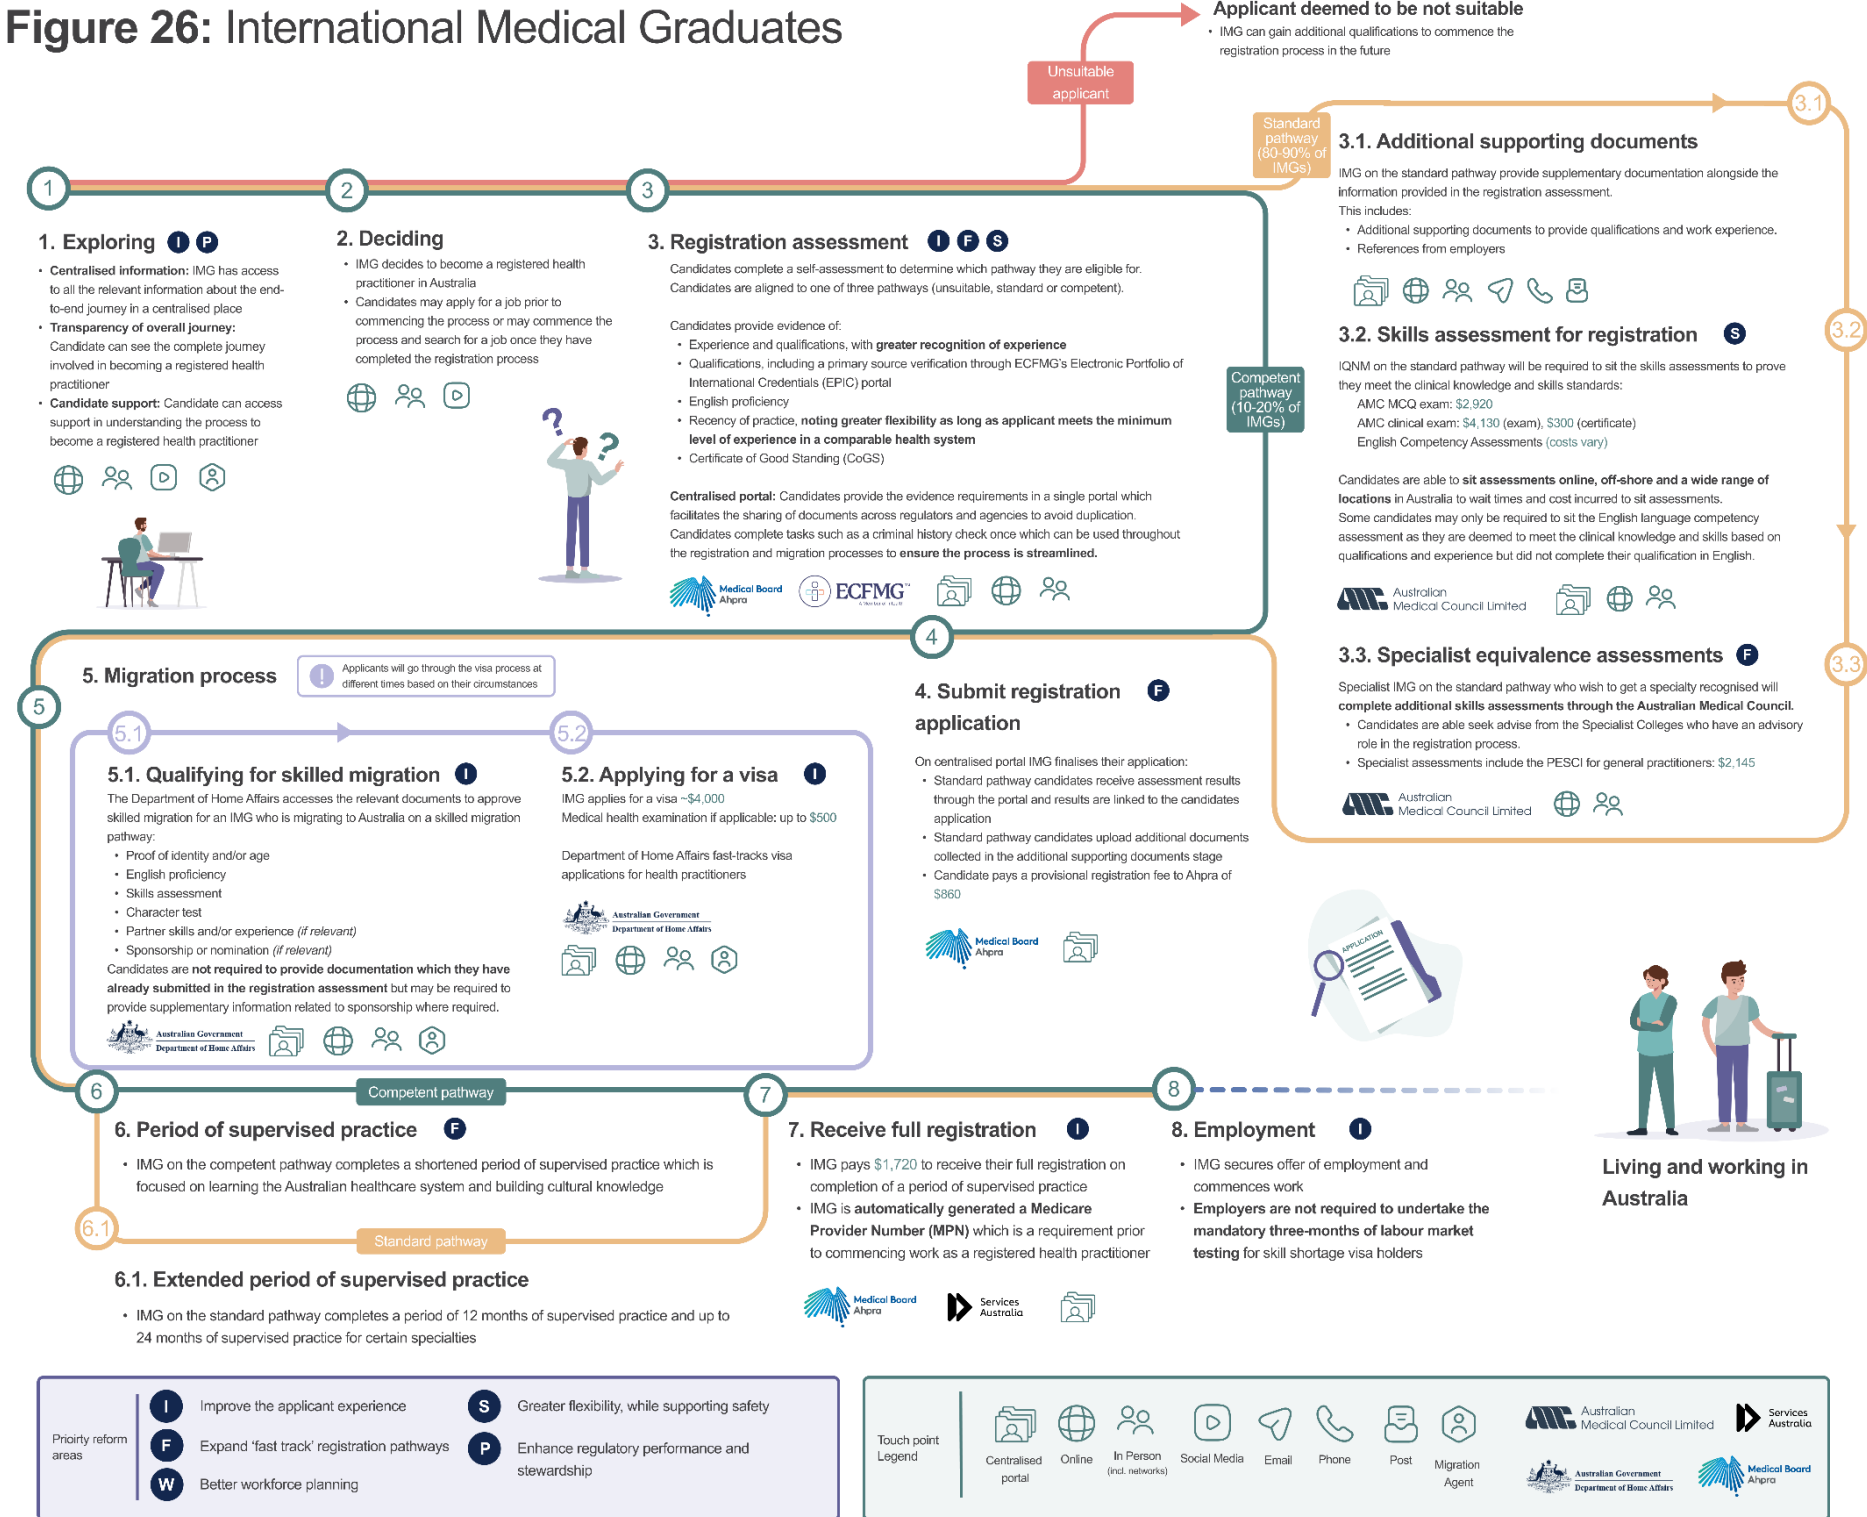 Figure 26: International Medical Graduates
Applicant deemed to be not suitable
• IMG can gain additional qualifications to commence the
registration process in the future
Unsuitable
applicant
Standard
pathway
(80-90% of
IMGs)
3.1
3.1. Additional supporting documents
IMG on the standard pathway provide supplementary documentation alongside the
information provided in the registration assessment.
This includes:
• Additional supporting documents to provide qualifications and work experience.
• References from employers
1
2
3
1. Exploring I P
• Centralised information: IMG has access
to all the relevant information about the end-
to-end journey in a centralised place
• Transparency of overall journey:
Candidate can see the complete journey
involved in becoming a registered health
practitioner
• Candidate support: Candidate can access
support in understanding the process to
become a registered health practitioner
2. Deciding
• IMG decides to become a registered health
practitioner in Australia
• Candidates may apply for a job prior to
commencing the process or may commence the
process and search for a job once they have
completed the registration process
? ?
3. Registration assessment I F S
Candidates complete a self-assessment to determine which pathway they are eligible for.
Candidates are aligned to one of three pathways (unsuitable, standard or competent).
Candidates provide evidence of:
• Experience and qualifications, with greater recognition of experience
• Qualifications, including a primary source verification through ECFMG's Electronic Portfolio of
International Credentials (EPIC) portal
• English proficiency
• Recency of practice, noting greater flexibility as long as applicant meets the minimum
level of experience in a comparable health system
• Certificate of Good Standing (CoGS)
Centralised portal: Candidates provide the evidence requirements in a single portal which
facilitates the sharing of documents across regulators and agencies to avoid duplication.
Candidates complete tasks such as a criminal history check once which can be used throughout
the registration and migration processes to ensure the process is streamlined.
Medical Board
Ahpra
ECFMG
Competent
pathway
(10-20% of
IMGs)
3.2
3.2. Skills assessment for registration S
IQNM on the standard pathway will be required to sit the skills assessments to prove
they meet the clinical knowledge and skills standards:
AMC MCQ exam: $2,920
AMC clinical exam: $4,130 (exam), $300 (certificate)
English Competency Assessments (costs vary)
Candidates are able to sit assessments online, off-shore and a wide range of
locations in Australia to wait times and cost incurred to sit assessments.
Some candidates may only be required to sit the English language competency
assessment as they are deemed to meet the clinical knowledge and skills based on
qualifications and experience but did not complete their qualification in English.
Australian
Medical Council Limited
3.3
3.3. Specialist equivalence assessments F
Specialist IMG on the standard pathway who wish to get a specialty recognised will
complete additional skills assessments through the Australian Medical Council.
• Candidates are able seek advise from the Specialist Colleges who have an advisory
role in the registration process.
• Specialist assessments include the PESCI for general practitioners: $2,145
Australian
Medical Council Limited
4
4. Submit registration F
application
On centralised portal IMG finalises their application:
• Standard pathway candidates receive assessment results
through the portal and results are linked to the candidates
application
• Standard pathway candidates upload additional documents
collected in the additional supporting documents stage
• Candidate pays a provisional registration fee to Ahpra of
$860
Medical Board
Ahpra
APPLICATION
5
5. Migration process
! Applicants will go through the visa process at
different times based on their circumstances
5.1
5.2
5.1. Qualifying for skilled migration I
The Department of Home Affairs accesses the relevant documents to approve
skilled migration for an IMG who is migrating to Australia on a skilled migration
pathway:
• Proof of identity and/or age
• English proficiency
• Skills assessment
• Character test
• Partner skills and/or experience (if relevant)
• Sponsorship or nomination (if relevant)
Candidates are not required to provide documentation which they have
already submitted in the registration assessment but may be required to
provide supplementary information related to sponsorship where required.
Australian Government
Department of Home Affairs
5.2. Applying for a visa I
IMG applies for a visa ~$4,000
Medical health examination if applicable: up to $500
Department of Home Affairs fast-tracks visa
applications for health practitioners
Australian Government
Department of Home Affairs
6
Competent pathway
7
8
6. Period of supervised practice F
• IMG on the competent pathway completes a shortened period of supervised practice which is
focused on learning the Australian healthcare system and building cultural knowledge
6.1
Standard pathway
6.1. Extended period of supervised practice
• IMG on the standard pathway completes a period of 12 months of supervised practice and up to
24 months of supervised practice for certain specialties
7. Receive full registration I
• IMG pays $1,720 to receive their full registration on
completion of a period of supervised practice
• IMG is automatically generated a Medicare
Provider Number (MPN) which is a requirement prior
to commencing work as a registered health practitioner
Medical Board
Ahpra
Services
Australia
8. Employment I
• IMG secures offer of employment and
commences work
• Employers are not required to undertake the
mandatory three-months of labour market
testing for skill shortage visa holders
Living and working in
Australia
Prioirty reform
areas
I Improve the applicant experience
F Expand 'fast track' registration pathways
W Better workforce planning
S Greater flexibility, while supporting safety
P Enhance regulatory performance and
stewardship
Touch point
Legend
Centralised
portal
Online
In Person
(incl. networks)
Social Media
Email
Phone
Post
Migration
Agent
Australian
Medical Council Limited
Services
Australia
Australian Government
Department of Home Affairs
Medical Board
Ahpra